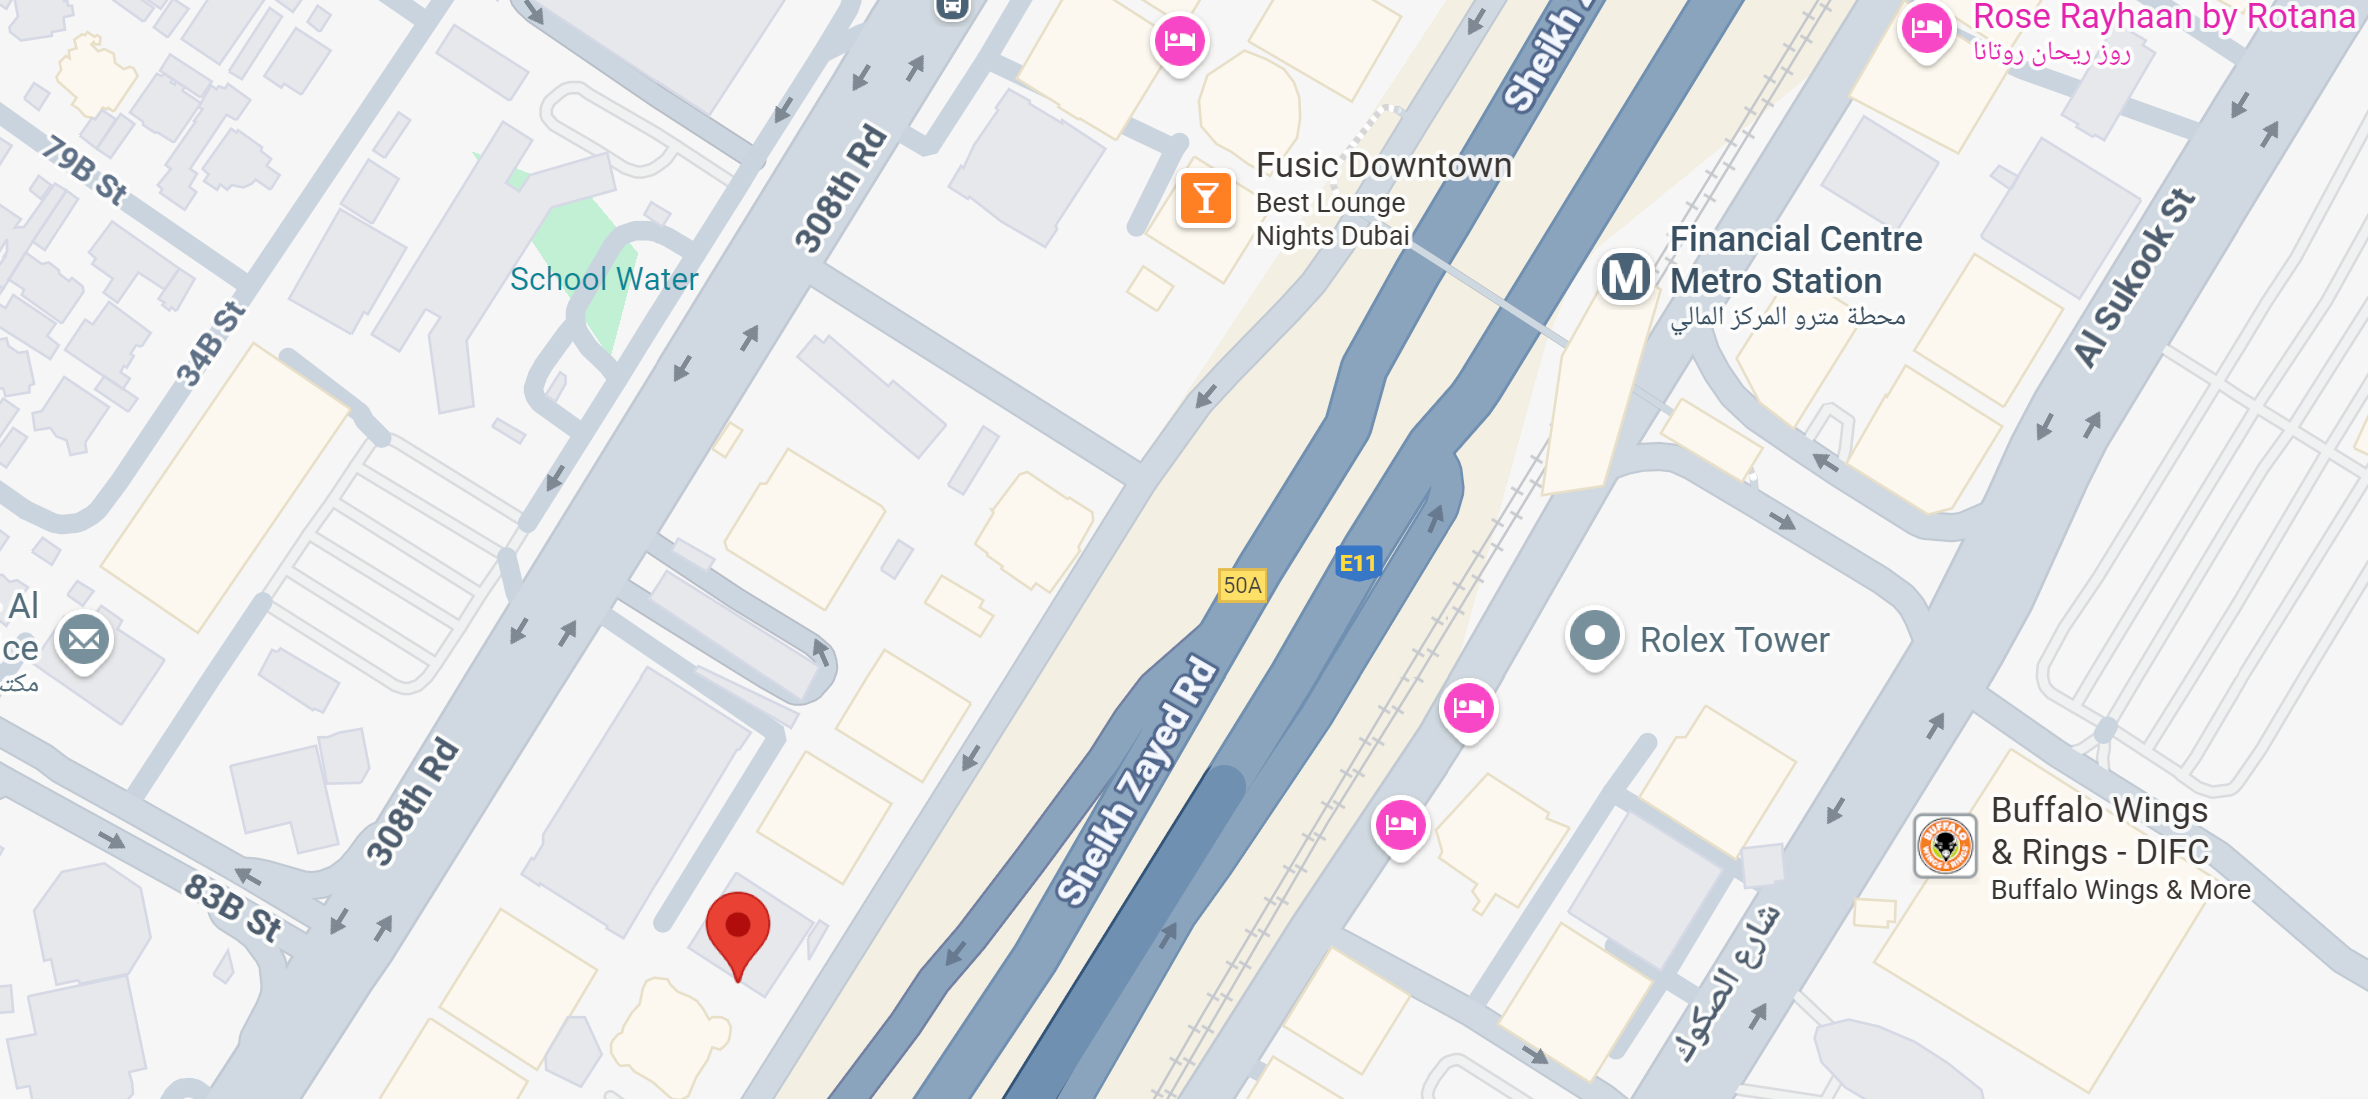 Rose Rayhaan by Rotana
روز ريحان روتانا
Sheikh Z
79B St
308th Rd
Fusic Downtown
Best Lounge
Nights Dubai
Financial Centre
Metro Station
محطة مترو المركز المالي
Al Sukook St
School Water
34B St
E11
50A
Al
ce
مكتب
Rolex Tower
Sheikh Zayed Rd
308th Rd
Buffalo Wings
& Rings - DIFC
Buffalo Wings & More
83B St
شارع الصكوك